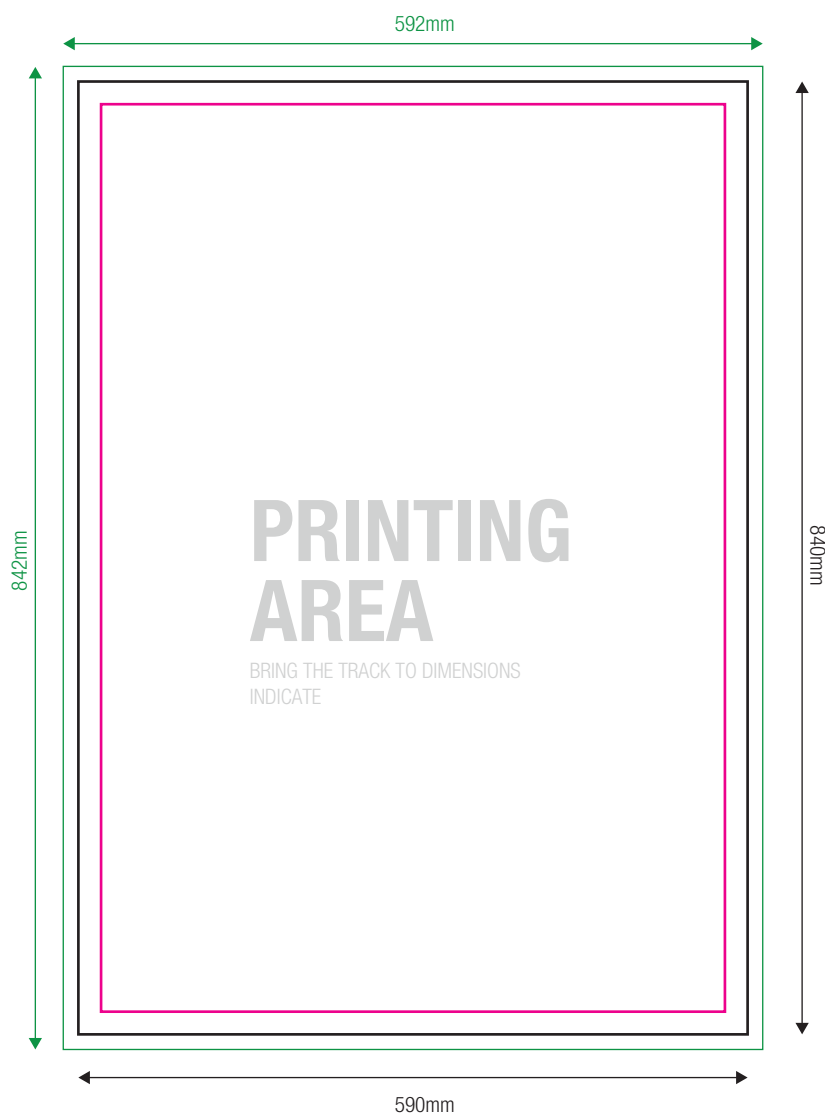 592mm
842mm
840mm
PRINTING
AREA
BRING THE TRACK TO DIMENSIONS
INDICATE
590mm